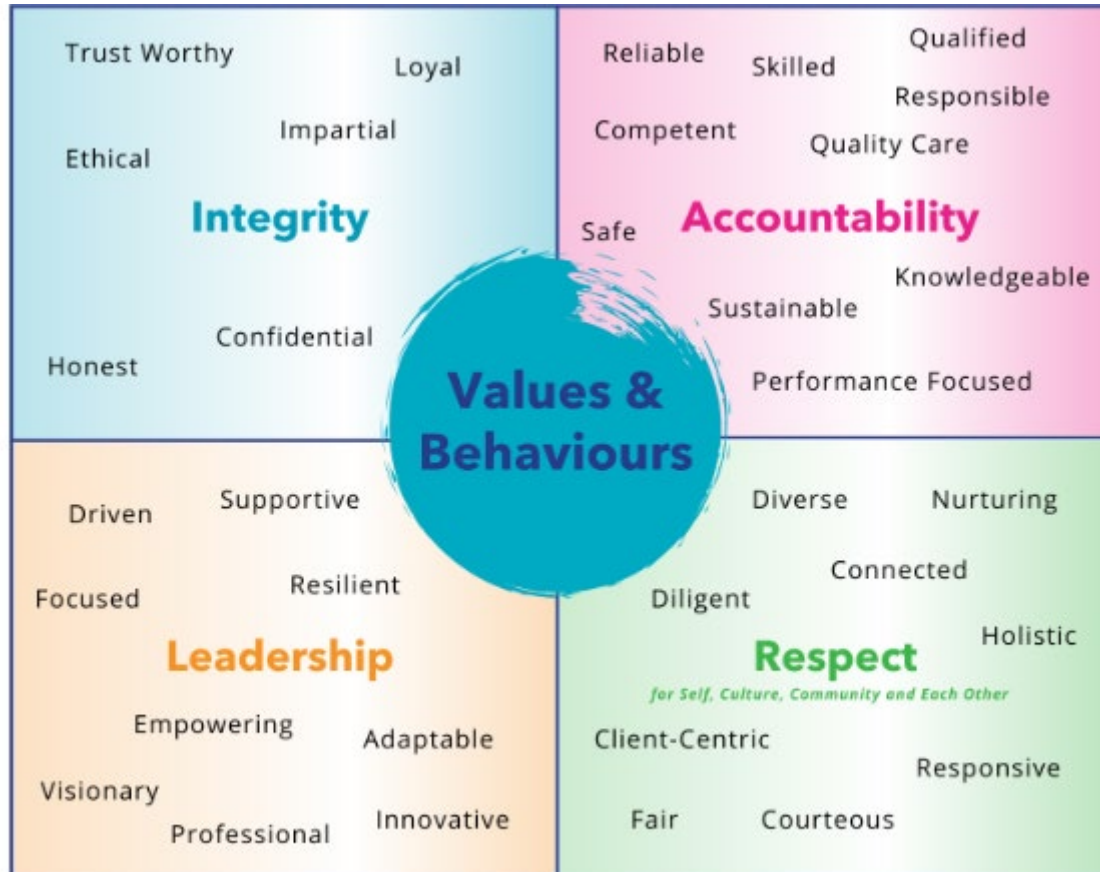 Trust Worthy
Loyal
Impartial
Ethical
Integrity
Confidential
Honest
Reliable
Skilled
Qualified
Responsible
Competent
Quality Care
Safe
Accountability
Knowledgeable
Sustainable
Performance Focused
Values &
Behaviours
Driven
Supportive
Focused
Resilient
Leadership
Empowering
Adaptable
Visionary
Professional
Innovative
Diverse
Nurturing
Connected
Diligent
Holistic
Respect
for Self, Culture, Community and Each Other
Client-Centric
Responsive
Fair
Courteous